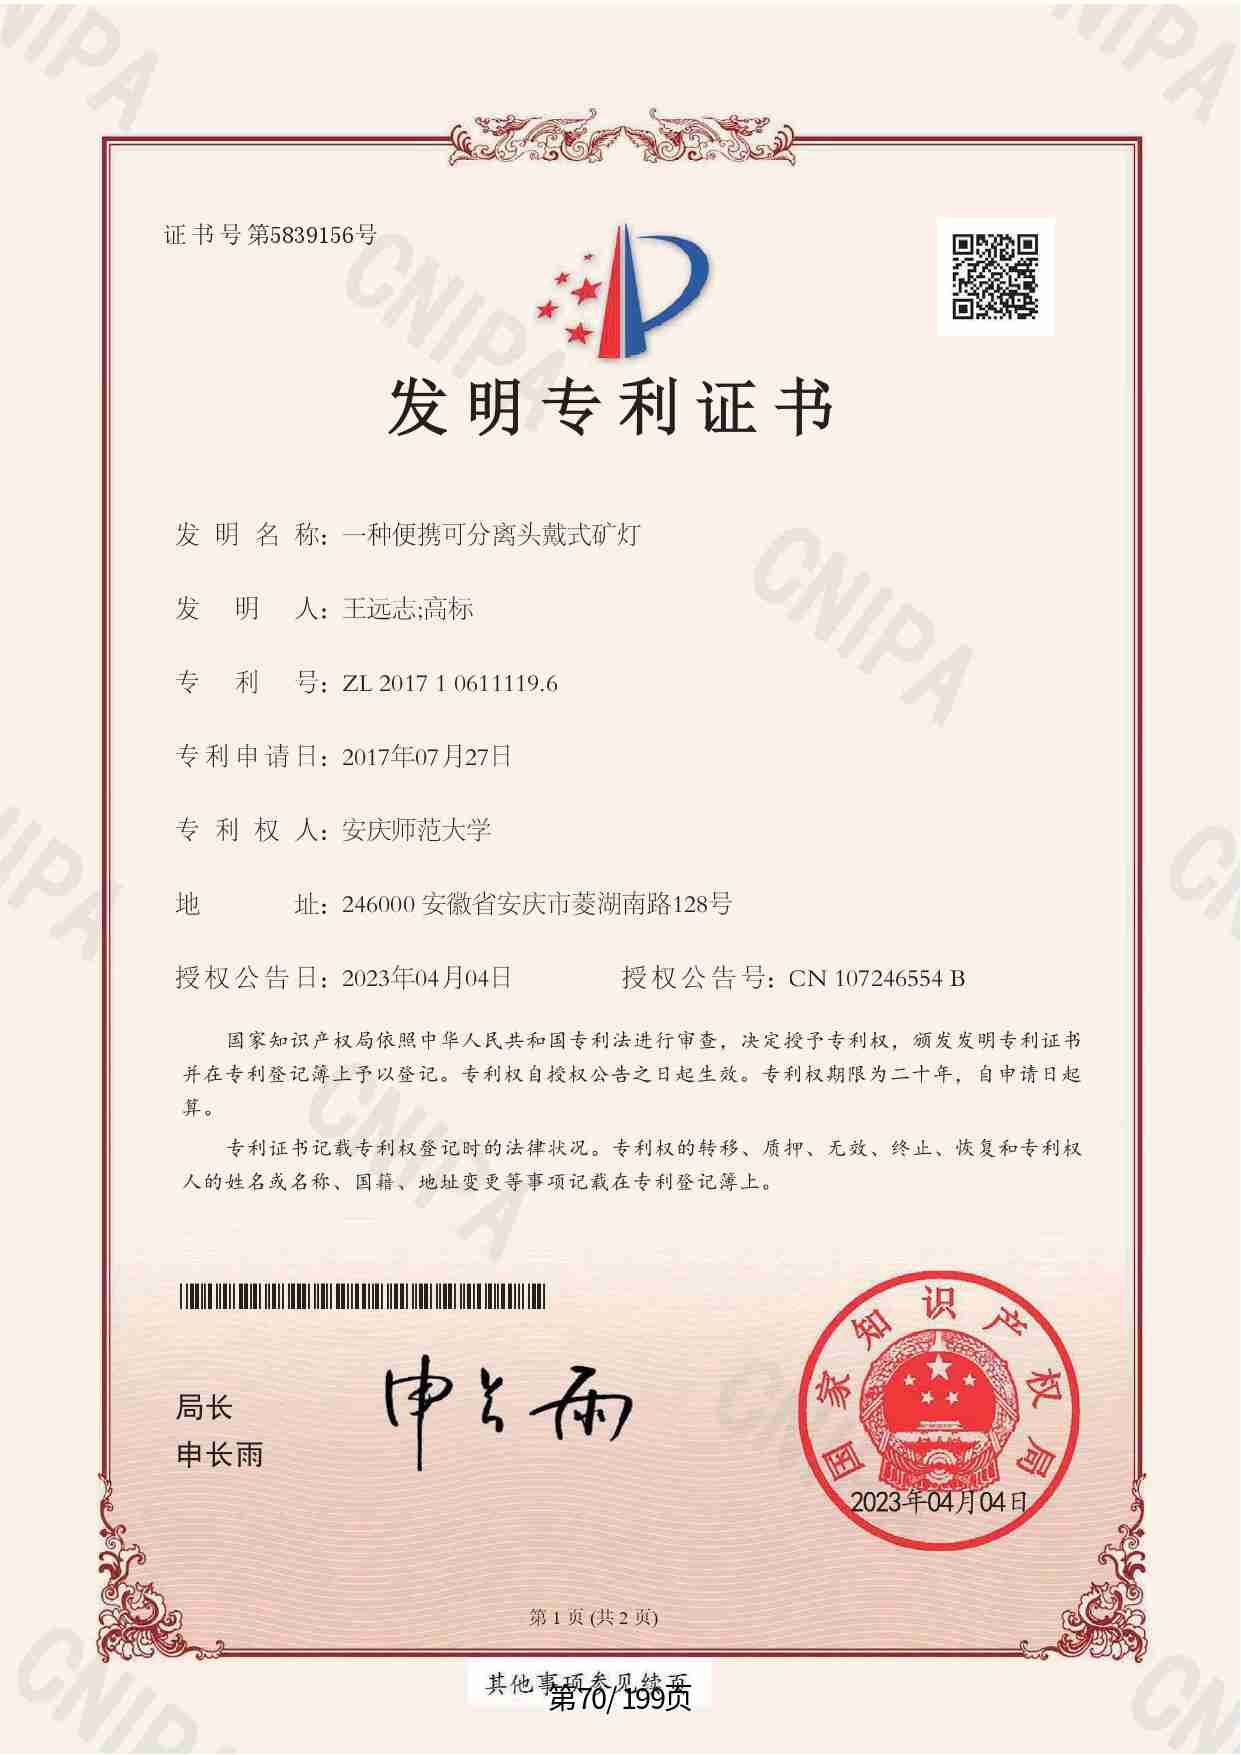 证书号第5839156号
发明专利证书
发明名称：一种便携可分离头戴式矿灯
发明人：王远志;高标
专利号：ZL 2017 1 0611119.6
专利申请日：2017年07月27日
专利权人：安庆师范大学
地址：246000 安徽省安庆市菱湖南路128号
授权公告日：2023年04月04日 授权公告号：CN 107246554 B
国家知识产权局依照中华人民共和国专利法进行审查，决定授予专利权，颁发发明专利证书
并在专利登记簿上予以登记。专利权自授权公告之日起生效。专利权期限为二十年，自申请日起
算。
专利证书记载专利权登记时的法律状况。专利权的转移、质押、无效、终止、恢复和专利权
人的姓名或名称、国籍、地址变更等事项记载在专利登记簿上。
局长
申长雨
申长雨
国家知识产权局
2023年04月04日
第 1 页 (共 2 页)
其他事项参见续页
第70/ 199页
CNIPA
CNIPA
CNIPA
CNIPA
CNIPA
CNIPA